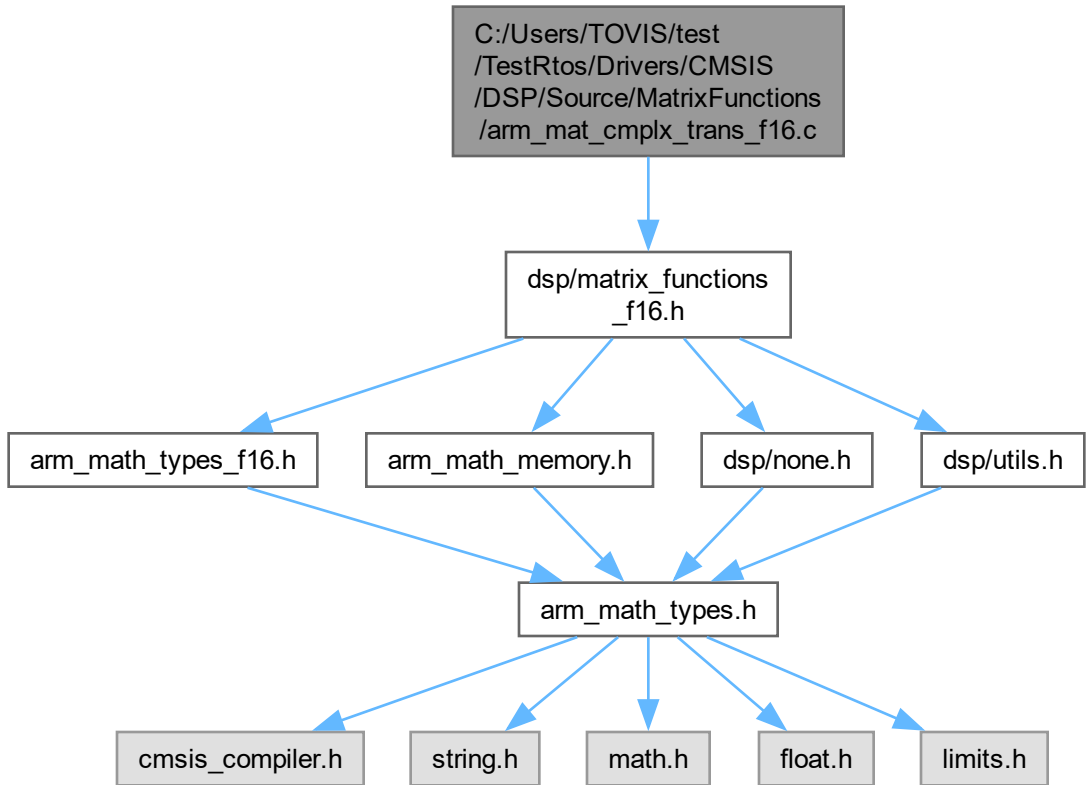 C:/Users/TOVIS/test
/TestRtos/Drivers/CMSIS
/DSP/Source/MatrixFunctions
/arm_mat_cmplx_trans_f16.c
dsp/matrix_functions
_f16.h
arm_math_types_f16.h
arm_math_memory.h
dsp/none.h
dsp/utils.h
arm_math_types.h
cmsis_compiler.h
string.h
math.h
float.h
limits.h